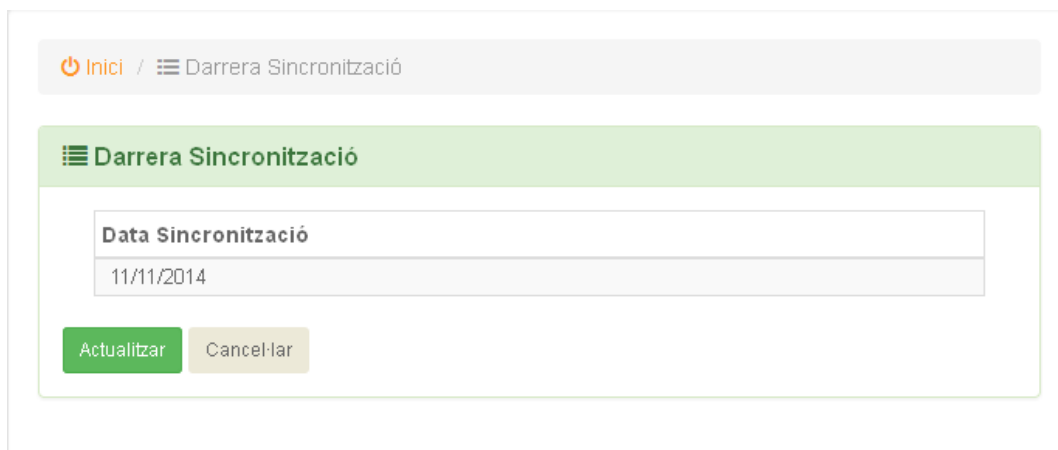 Inici / Darrera Sincronització
Darrera Sincronització
Data Sincronització
11/11/2014
Actualitzar Cancel·lar